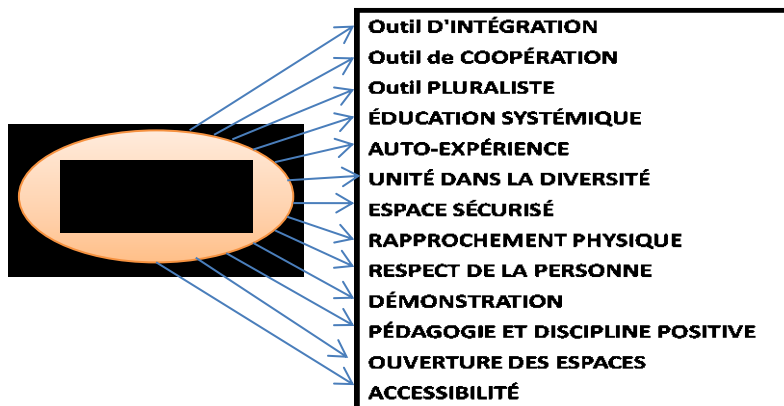 Outil D'INTÉGRATION
Outil de COOPÉRATION
Outil PLURALISTE
ÉDUCATION SYSTÉMIQUE
AUTO-EXPÉRIENCE
UNITÉ DANS LA DIVERSITÉ
ESPACE SÉCURISÉ
RAPPROCHEMENT PHYSIQUE
RESPECT DE LA PERSONNE
DÉMONSTRATION
PÉDAGOGIE ET DISCIPLINE POSITIVE
OUVERTURE DES ESPACES
ACCESSIBILITÉ